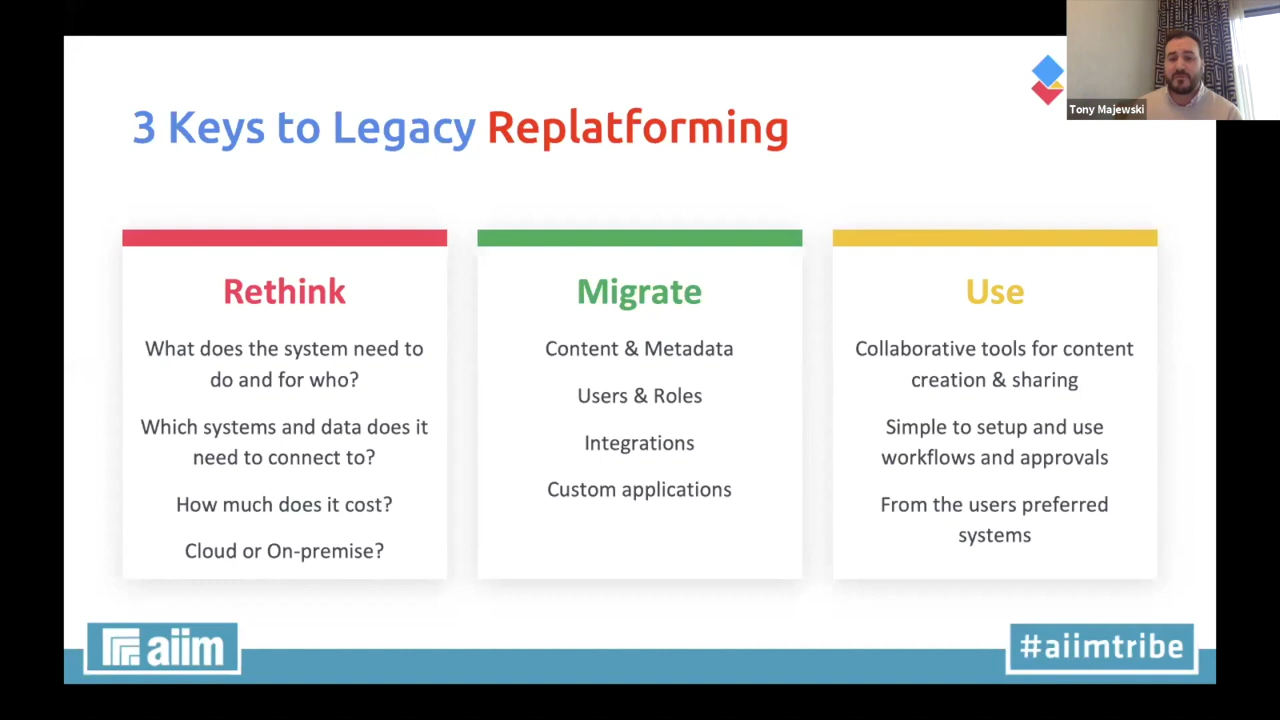 Tony Majewski
3 Keys to Legacy Replatforming
Rethink
What does the system need to
do and for who?
Which systems and data does it
need to connect to?
How much does it cost?
Cloud or On-premise?
Migrate
Content & Metadata
Users & Roles
Integrations
Custom applications
Use
Collaborative tools for content
creation & sharing
Simple to setup and use
workflows and approvals
From the users preferred
systems
aiim
#aiimtribe